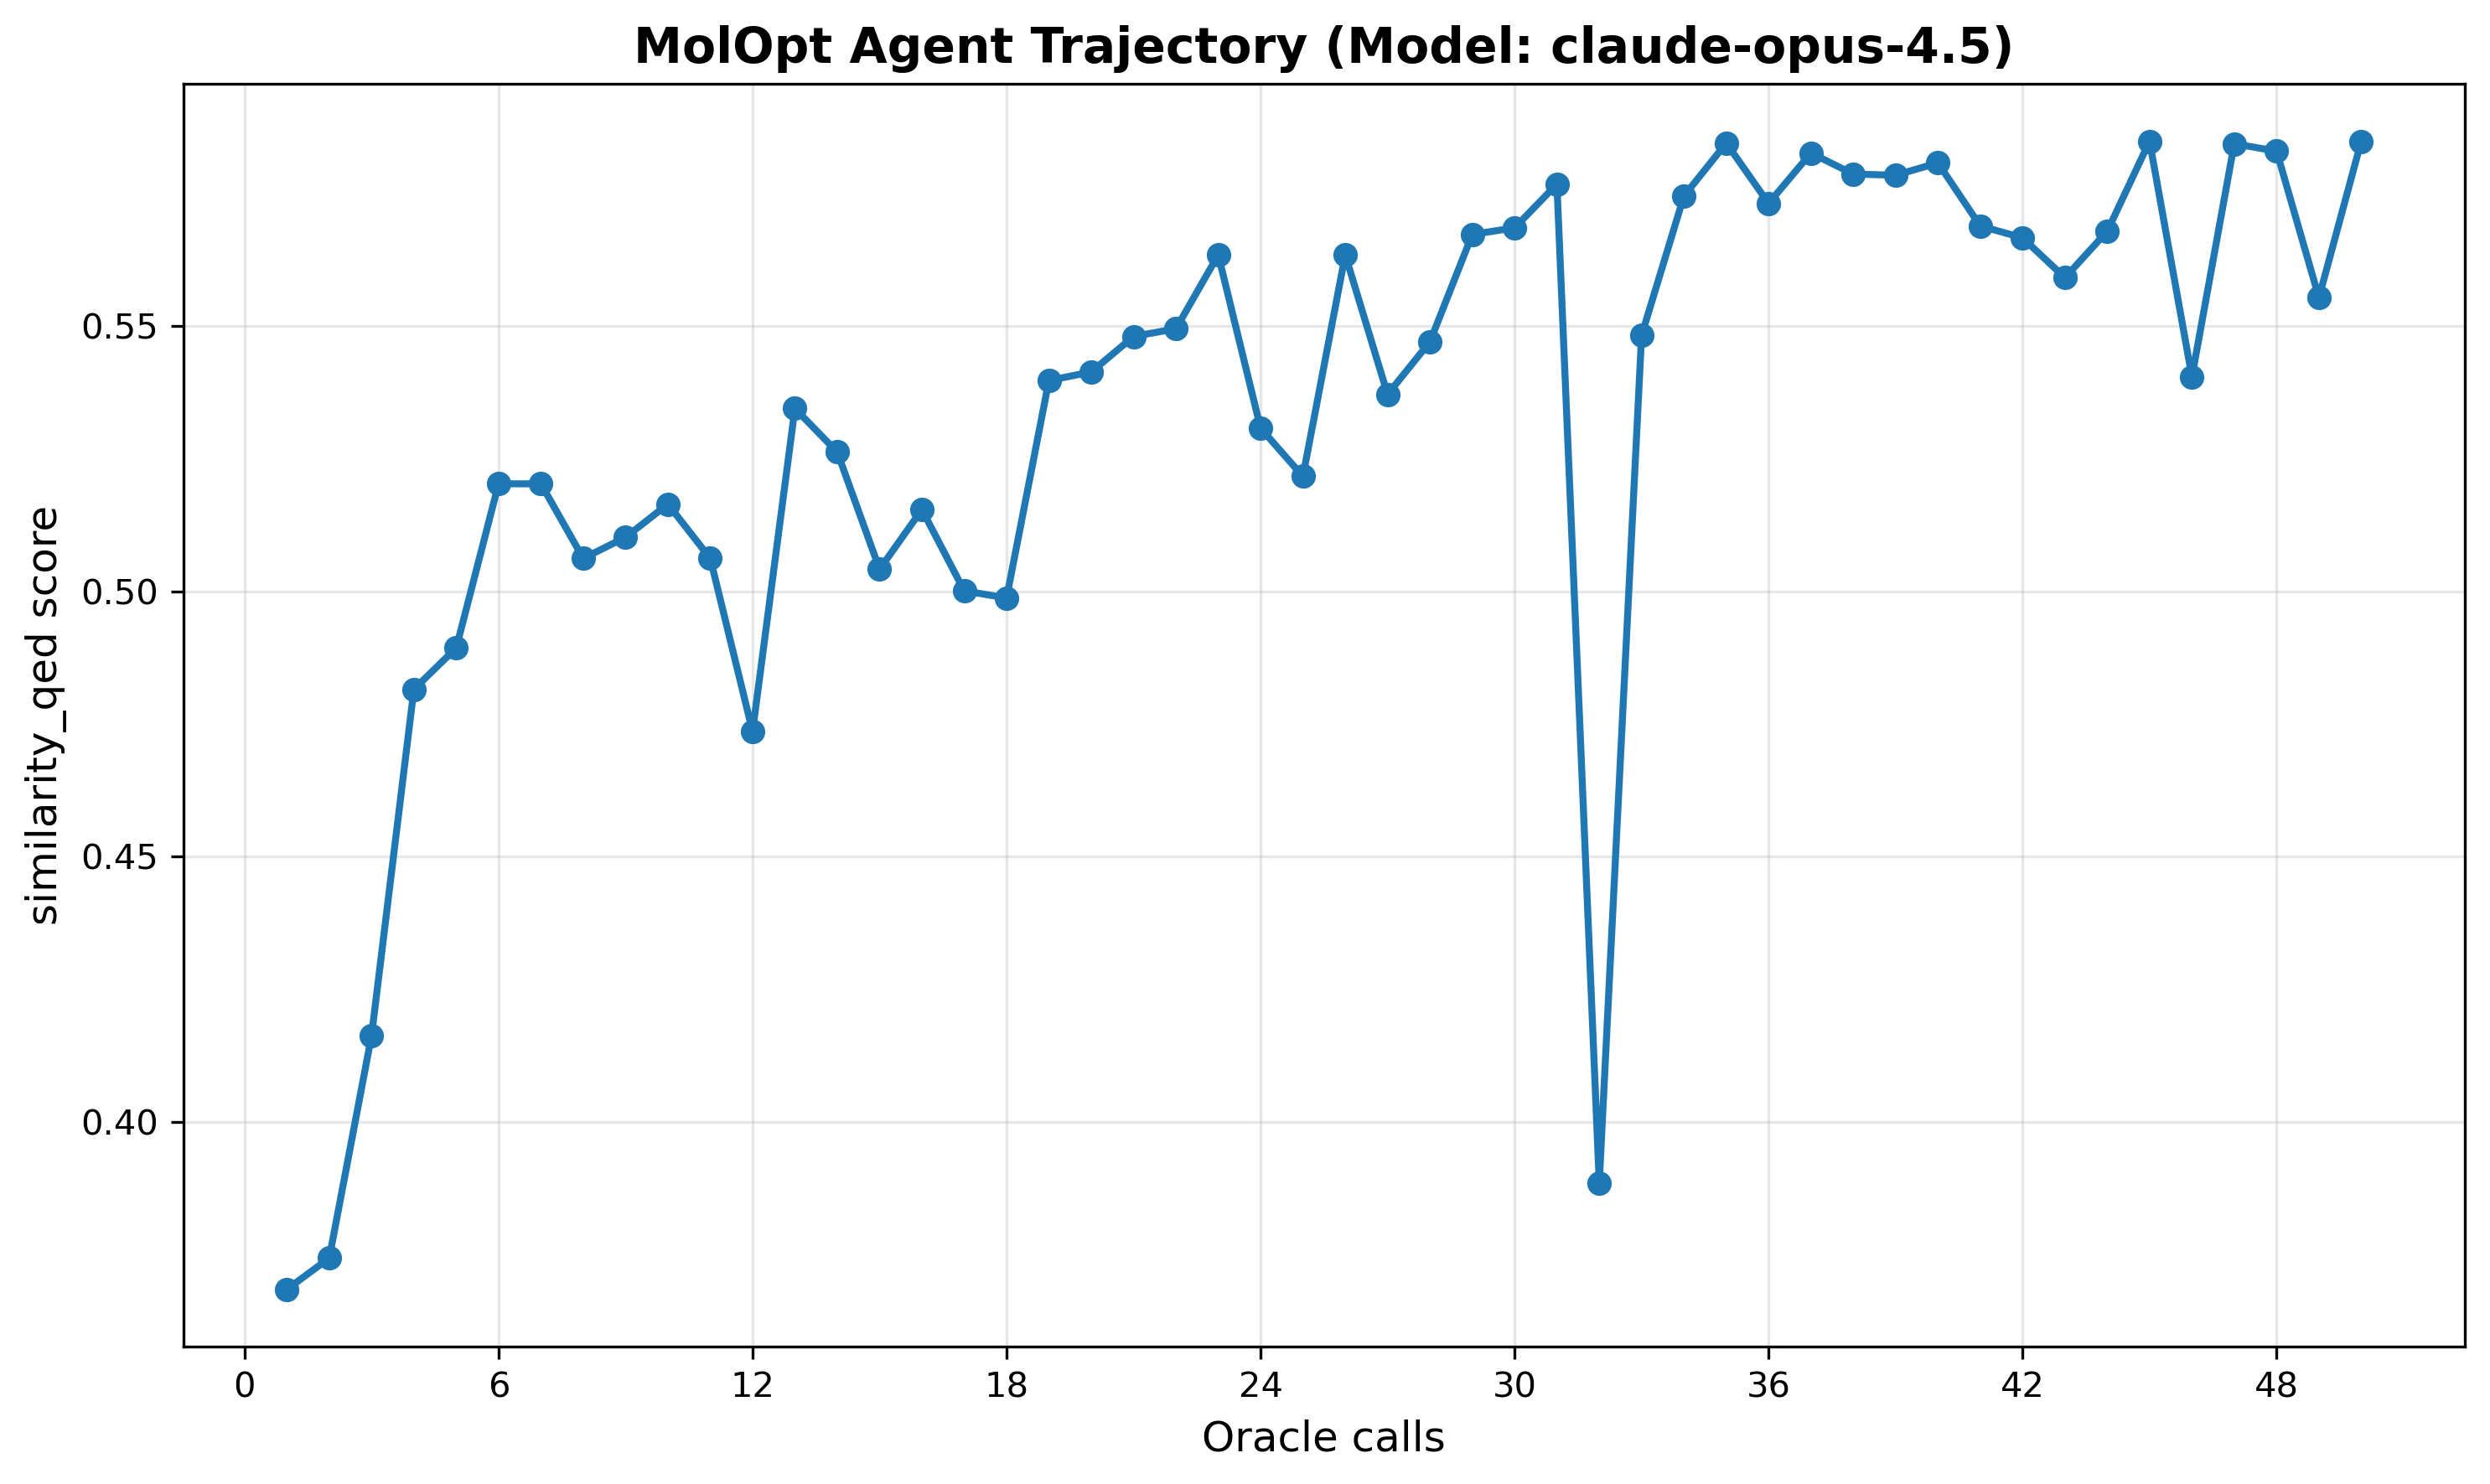 MolOpt Agent Trajectory (Model: claude-opus-4.5)
similarity_qed score
0.55
0.50
0.45
0.40
0 6 12 18 24 30 36 42 48
Oracle calls